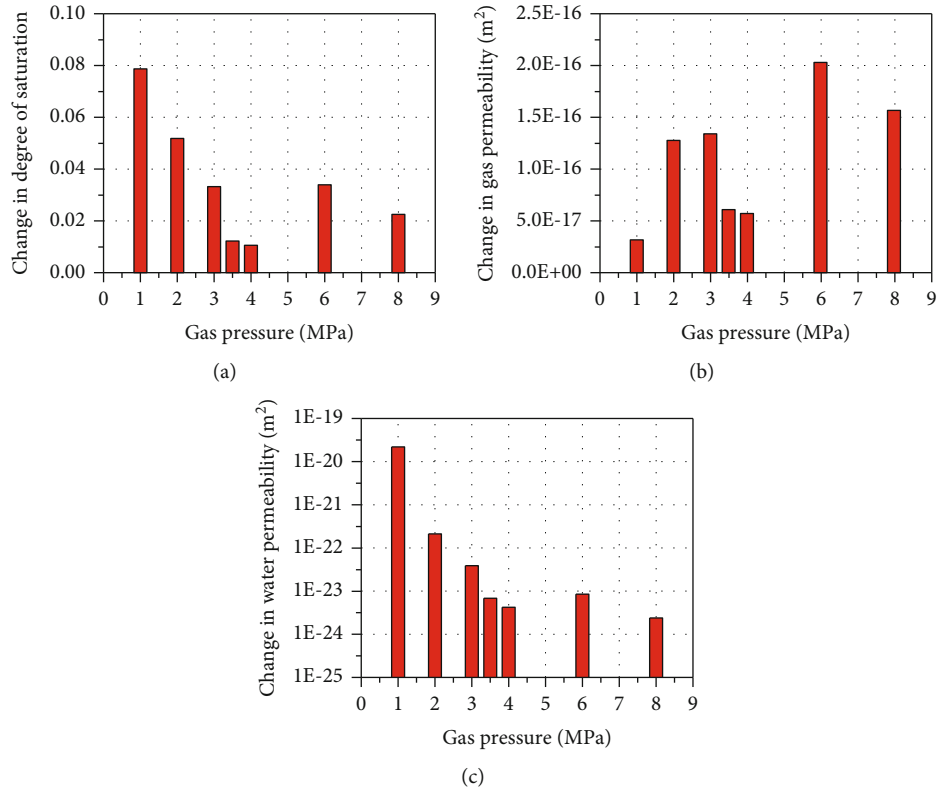 Change in degree of saturation
0.10
0.08
0.06
0.04
0.02
0.00
0 1 2 3 4 5 6 7 8 9
Gas pressure (MPa)
(a)
Change in gas permeability (m²)
2.5E-16
2.0E-16
1.5E-16
1.0E-16
5.0E-17
0.0E+00
0 1 2 3 4 5 6 7 8 9
Gas pressure (MPa)
(b)
Change in water permeability (m²)
1E-19
1E-20
1E-21
1E-22
1E-23
1E-24
1E-25
0 1 2 3 4 5 6 7 8 9
Gas pressure (MPa)
(c)